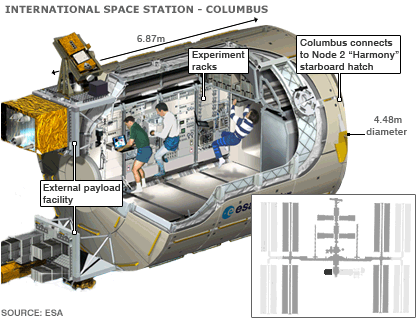 INTERNATIONAL SPACE STATION - COLUMBUS
6.87m
Experiment
racks
Columbus connects
to Node 2 “Harmony”
starboard hatch
4.48m
diameter
External payload
facility
esa
SOURCE: ESA